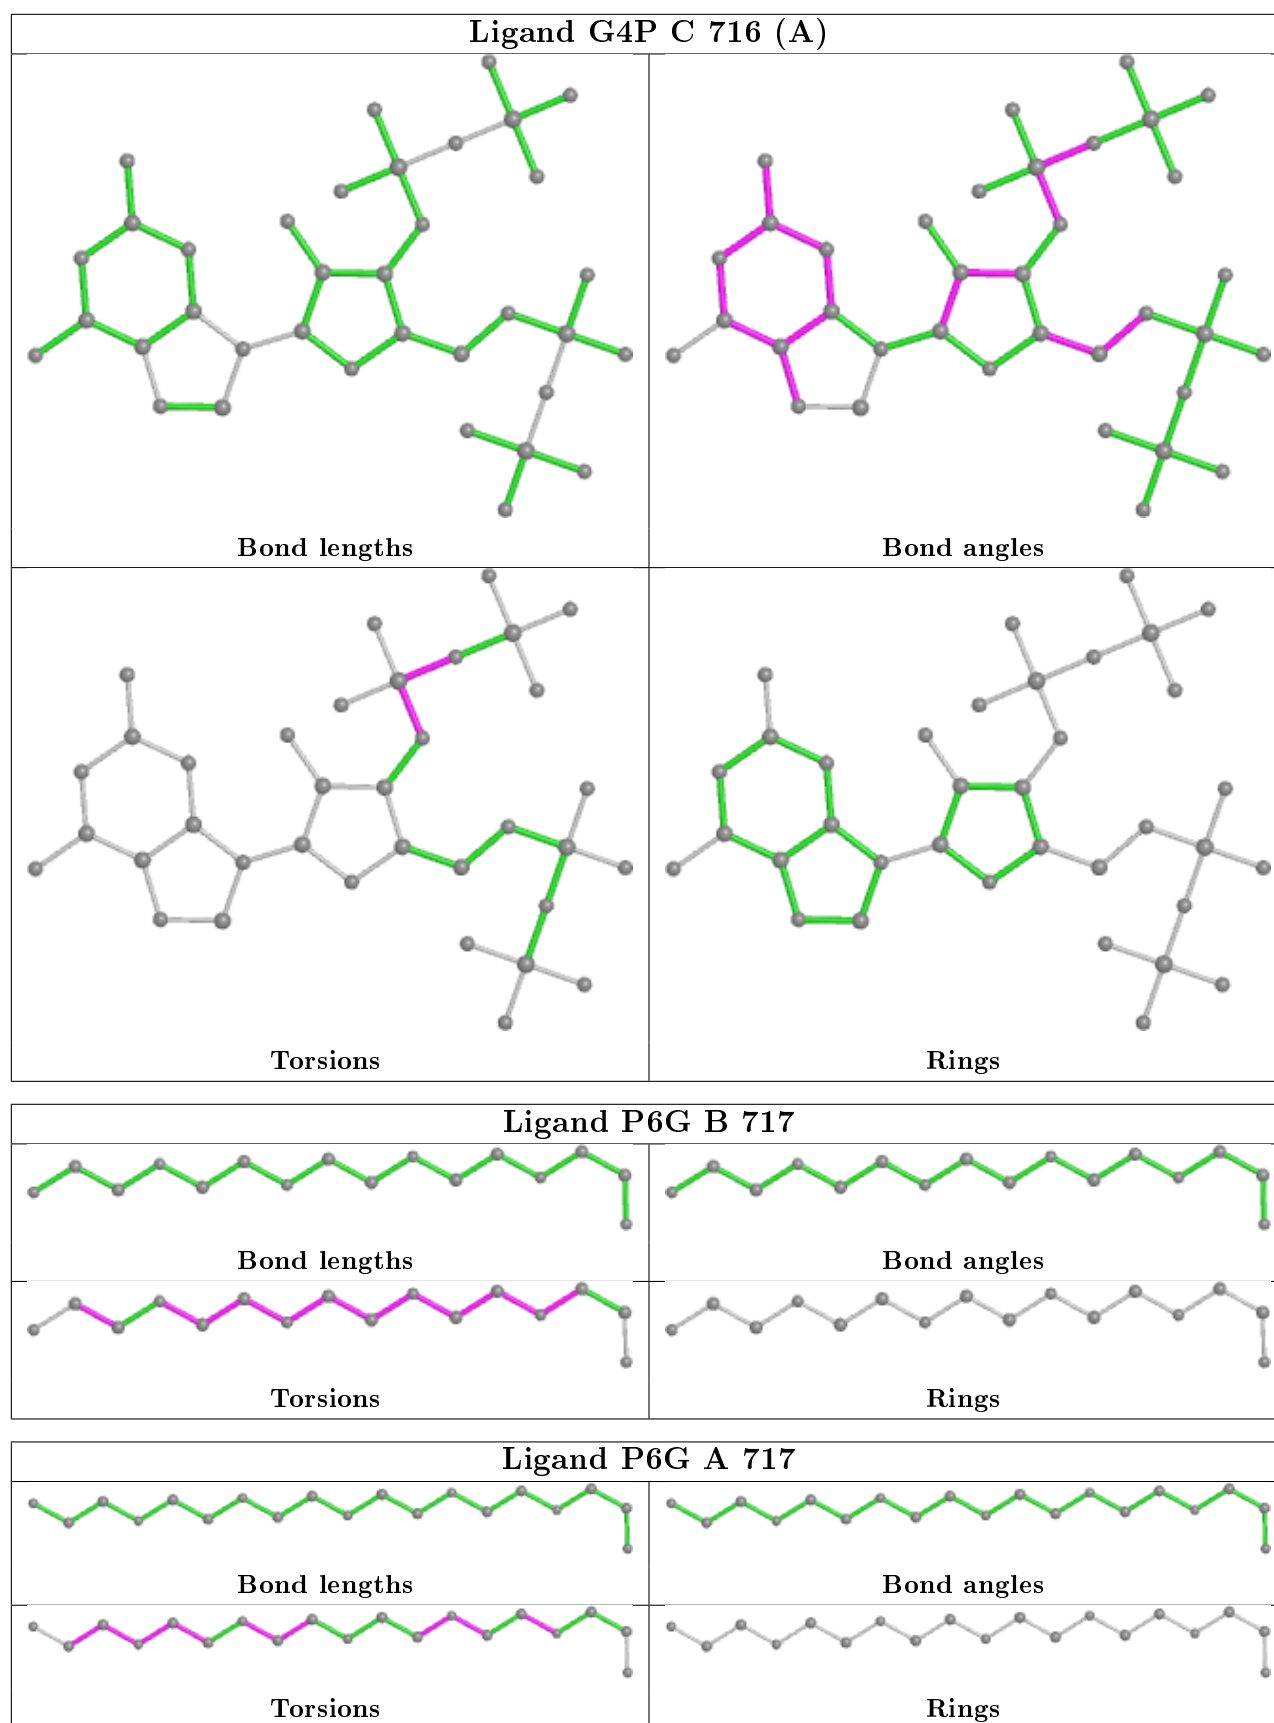 Ligand G4P C 716 (A)
Bond lengths
Bond angles
Torsions
Rings
Ligand P6G B 717
Bond lengths
Bond angles
Torsions
Rings
Ligand P6G A 717
Bond lengths
Bond angles
Torsions
Rings